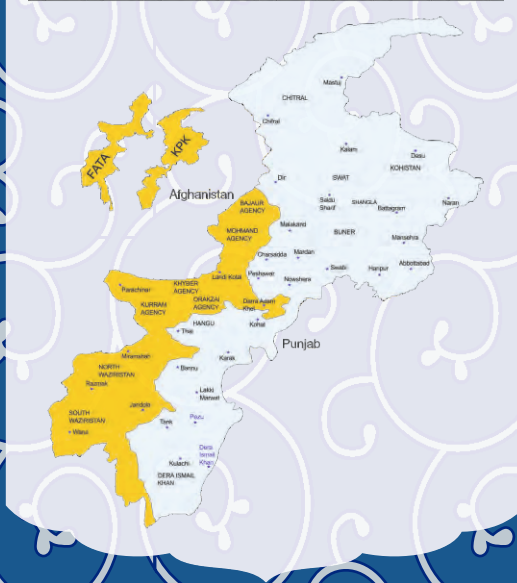 Mastuj
CHITRAL
Chitral
FATA
KPK
Kalam
Dasu
KOHISTAN
Dir
SWAT
Afghanistan
BAJAUR
AGENCY
Saidu
Sharif
SHANGLA
Battagram
Naran
MOHMAND
AGENCY
Malakand
BUNER
Mansehra
Charsadda
Mardan
Landi Kotal
Peshawar
Swabi
Haripur
Abbottabad
Nowshera
Parachinar
KHYBER
AGENCY
KURRAM
AGENCY
ORAKZAI
AGENCY
Darra Adam
Khel
HANGU
Thal
Kohat
Punjab
Miramshah
Karak
NORTH
WAZIRISTAN
Bannu
Razmak
Lakki
Marwat
SOUTH
WAZIRISTAN
Jandola
Pezu
Tank
Wana
Dera
Ismail
Khan
Kulachi
DERA ISMAIL
KHAN